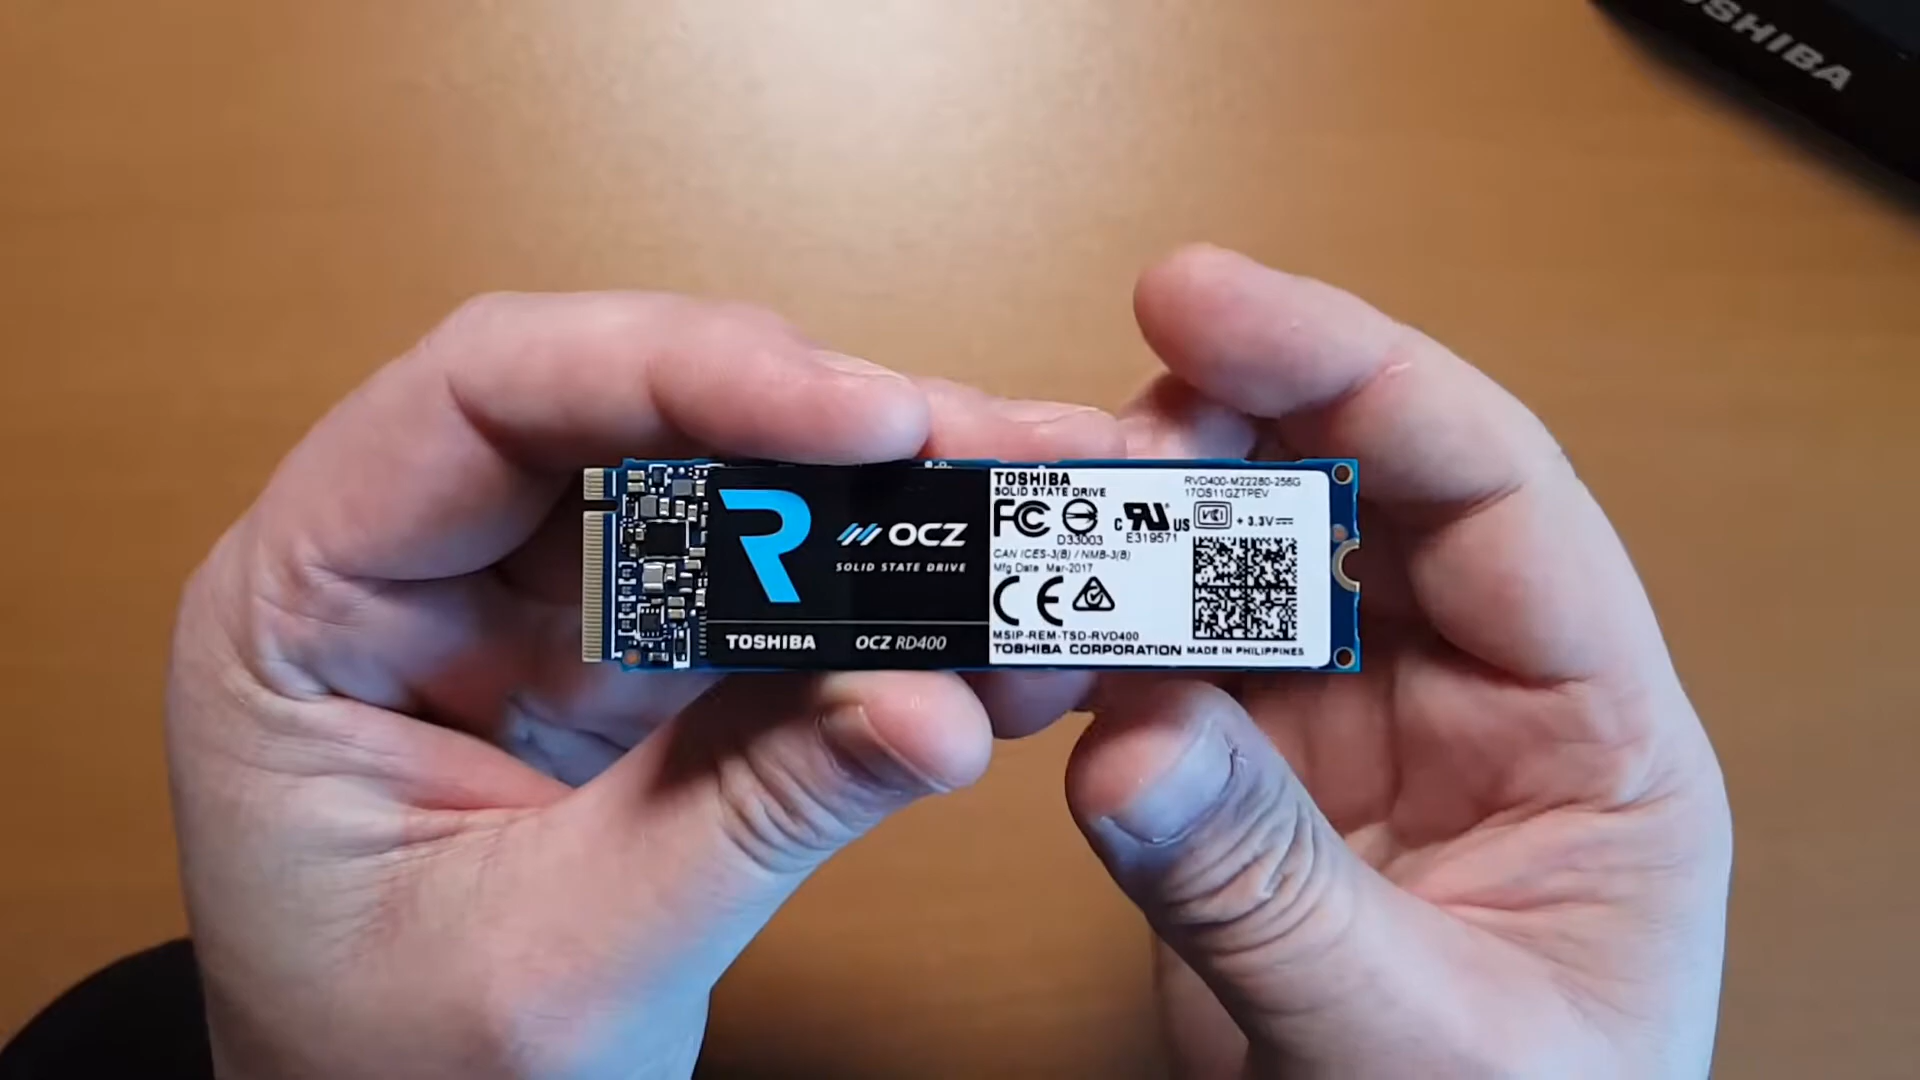 TOSHIBA
R
OCZ
SOLID STATE DRIVE
TOSHIBA OCZ RD400
TOSHIBA
SOLID STATE DRIVE
RVD400-M22280-256G
17OS11GZTPEV
FC
D33003
C RU US
E319571
VCI
+ 3.3V
CAN ICES-3(B) / NMB-3(B)
Mfg Date Mar-2017
CE
MSIP-REM-TSD-RVD400
TOSHIBA CORPORATION MADE IN PHILIPPINES